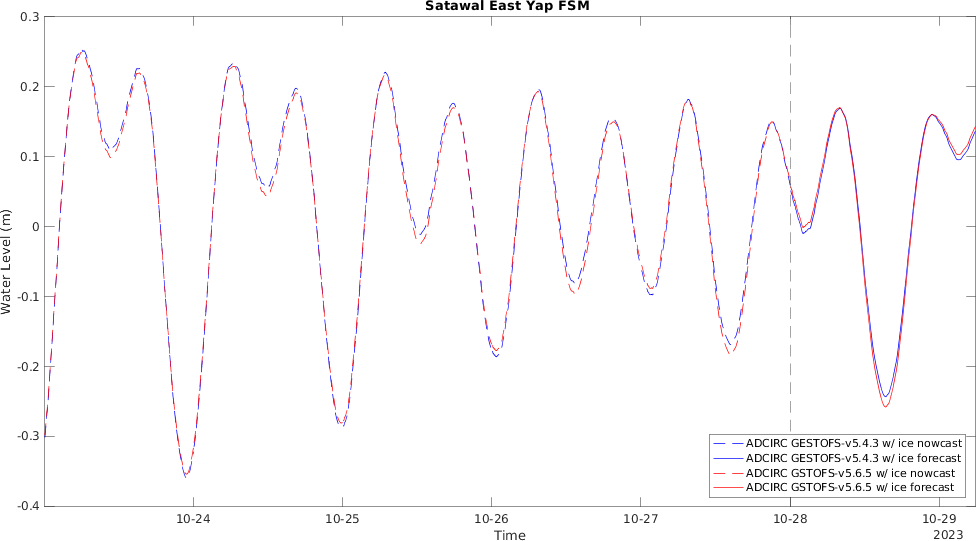 Satawal East Yap FSM
0.3
0.2
0.1
0
-0.1
-0.2
-0.3
-0.4
Water Level (m)
ADCIRC GESTOFS-v5.4.3 w/ ice nowcast
ADCIRC GESTOFS-v5.4.3 w/ ice forecast
ADCIRC GSTOFS-v5.6.5 w/ ice nowcast
ADCIRC GSTOFS-v5.6.5 w/ ice forecast
10-24 10-25 10-26 10-27 10-28 10-29
Time 2023